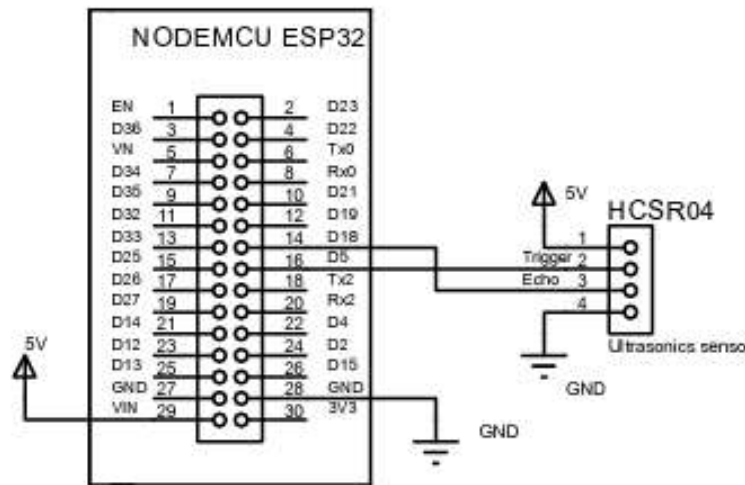 NODEMCU ESP32
EN 1 2 D23
D36 3 4 D22
VN 5 6 Tx0
D34 7 8 Rx0
D35 9 10 D21
D32 11 12 D19
D33 13 14 D18
D25 15 16 D5
D26 17 18 Tx2
D27 19 20 Rx2
D14 21 22 D4
D12 23 24 D2
D13 25 26 D15
GND 27 28 GND
VIN 29 30 3V3
5V
GND
5V
HCSR04
1
Trigger 2
Echo 3
4
Ultrasonics senso
GND